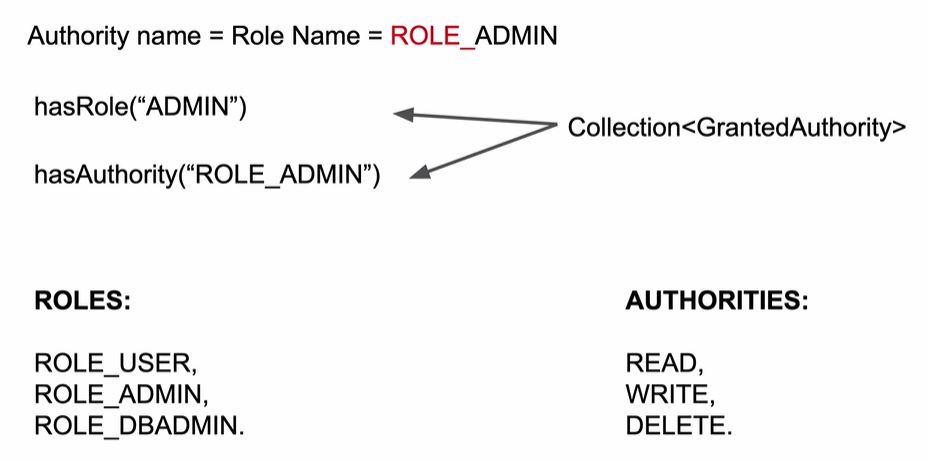 Authority name = Role Name = ROLE_ADMIN
hasRole(“ADMIN”)
Collection<GrantedAuthority>
hasAuthority(“ROLE_ADMIN”)
ROLES:
ROLE_USER,
ROLE_ADMIN,
ROLE_DBADMIN.
AUTHORITIES:
READ,
WRITE,
DELETE.